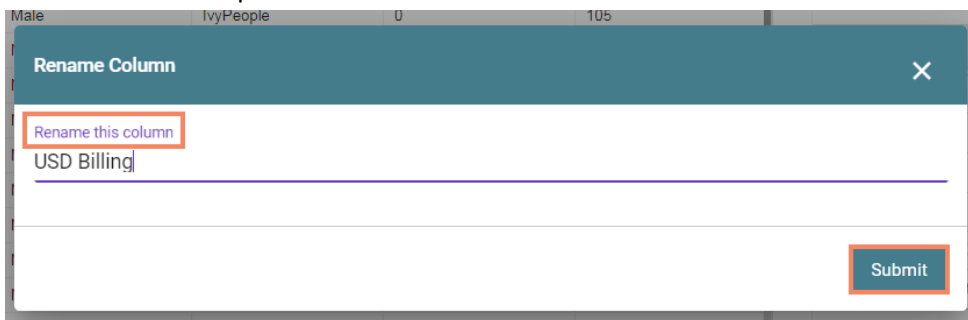 Male IvyPeople 0 105
Rename Column
Rename this column
USD Billing
Submit